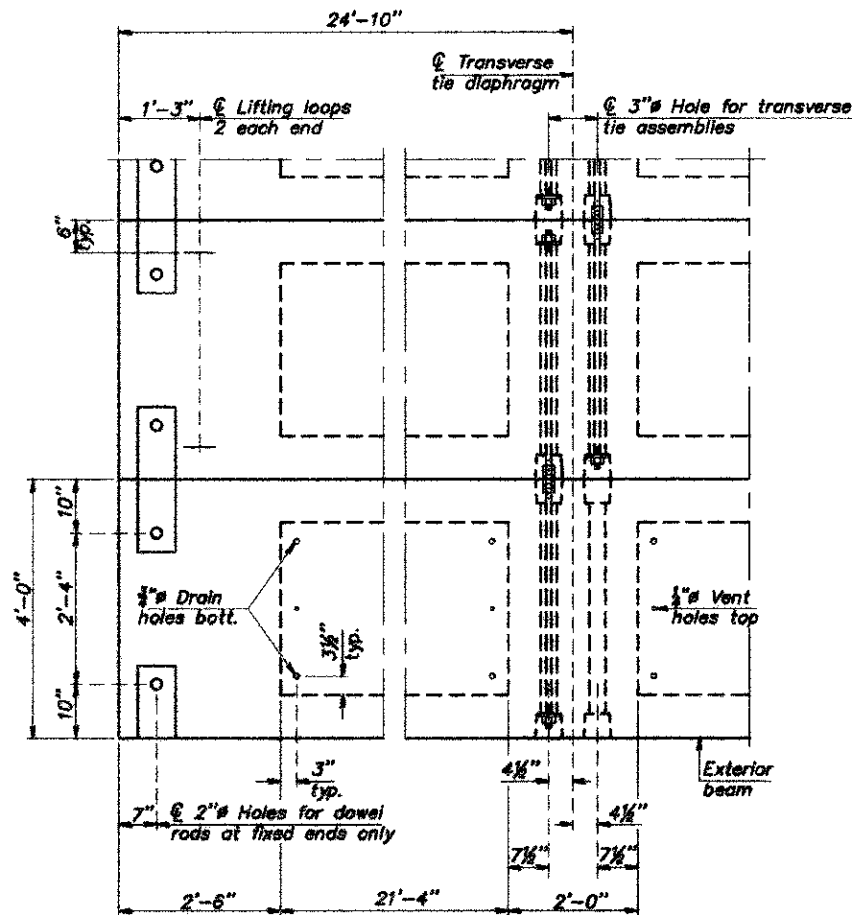 24'-10"
℄ Transverse
tie diaphragm
1'-3"
℄ Lifting loops
2 each end
℄ 3"ø Hole for transverse
tie assemblies
6"
typ.
10"
4'-0"
2'-4"
10"
¾"ø Drain
holes bott.
3½"
typ.
½"ø Vent
holes top
3"
typ.
4½"
Exterior
beam
7"
℄ 2"ø Holes for dowel
rods at fixed ends only
4½"
7½"
7½"
2'-6"
21'-4"
2'-0"